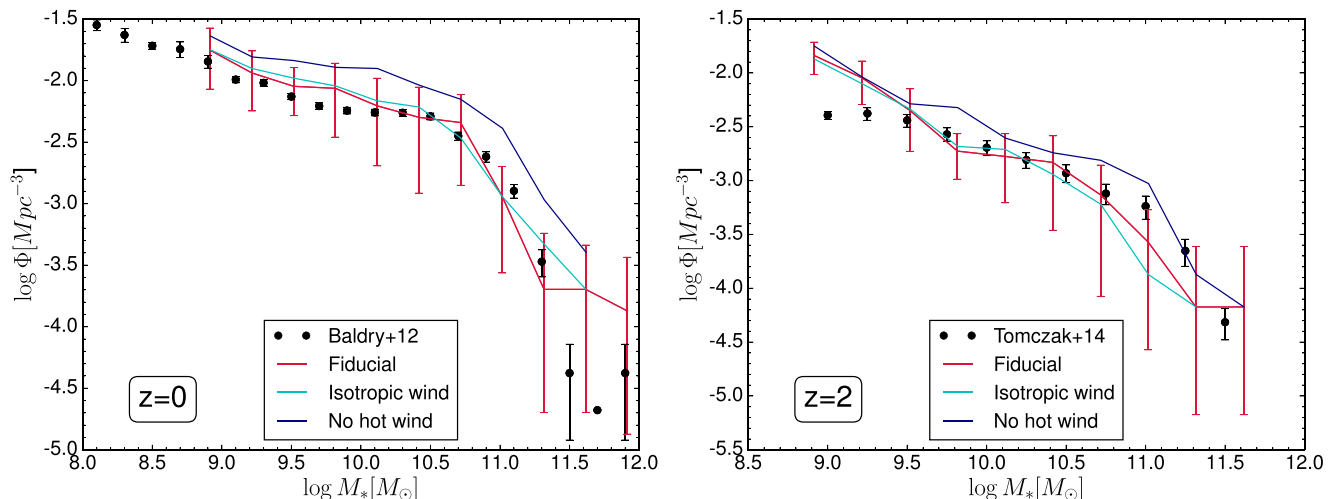 -1.5
-2.0
-2.5
-3.0
-3.5
-4.0
-4.5
-5.0
log Φ[Mpc⁻³]
Baldry+12
Fiducial
Isotropic wind
No hot wind
z=0
8.0 8.5 9.0 9.5 10.0 10.5 11.0 11.5 12.0
log M*[M⊙]
-1.5
-2.0
-2.5
-3.0
-3.5
-4.0
-4.5
-5.0
-5.5
log Φ[Mpc⁻³]
Tomczak+14
Fiducial
Isotropic wind
No hot wind
z=2
8.5 9.0 9.5 10.0 10.5 11.0 11.5 12.0
log M*[M⊙]